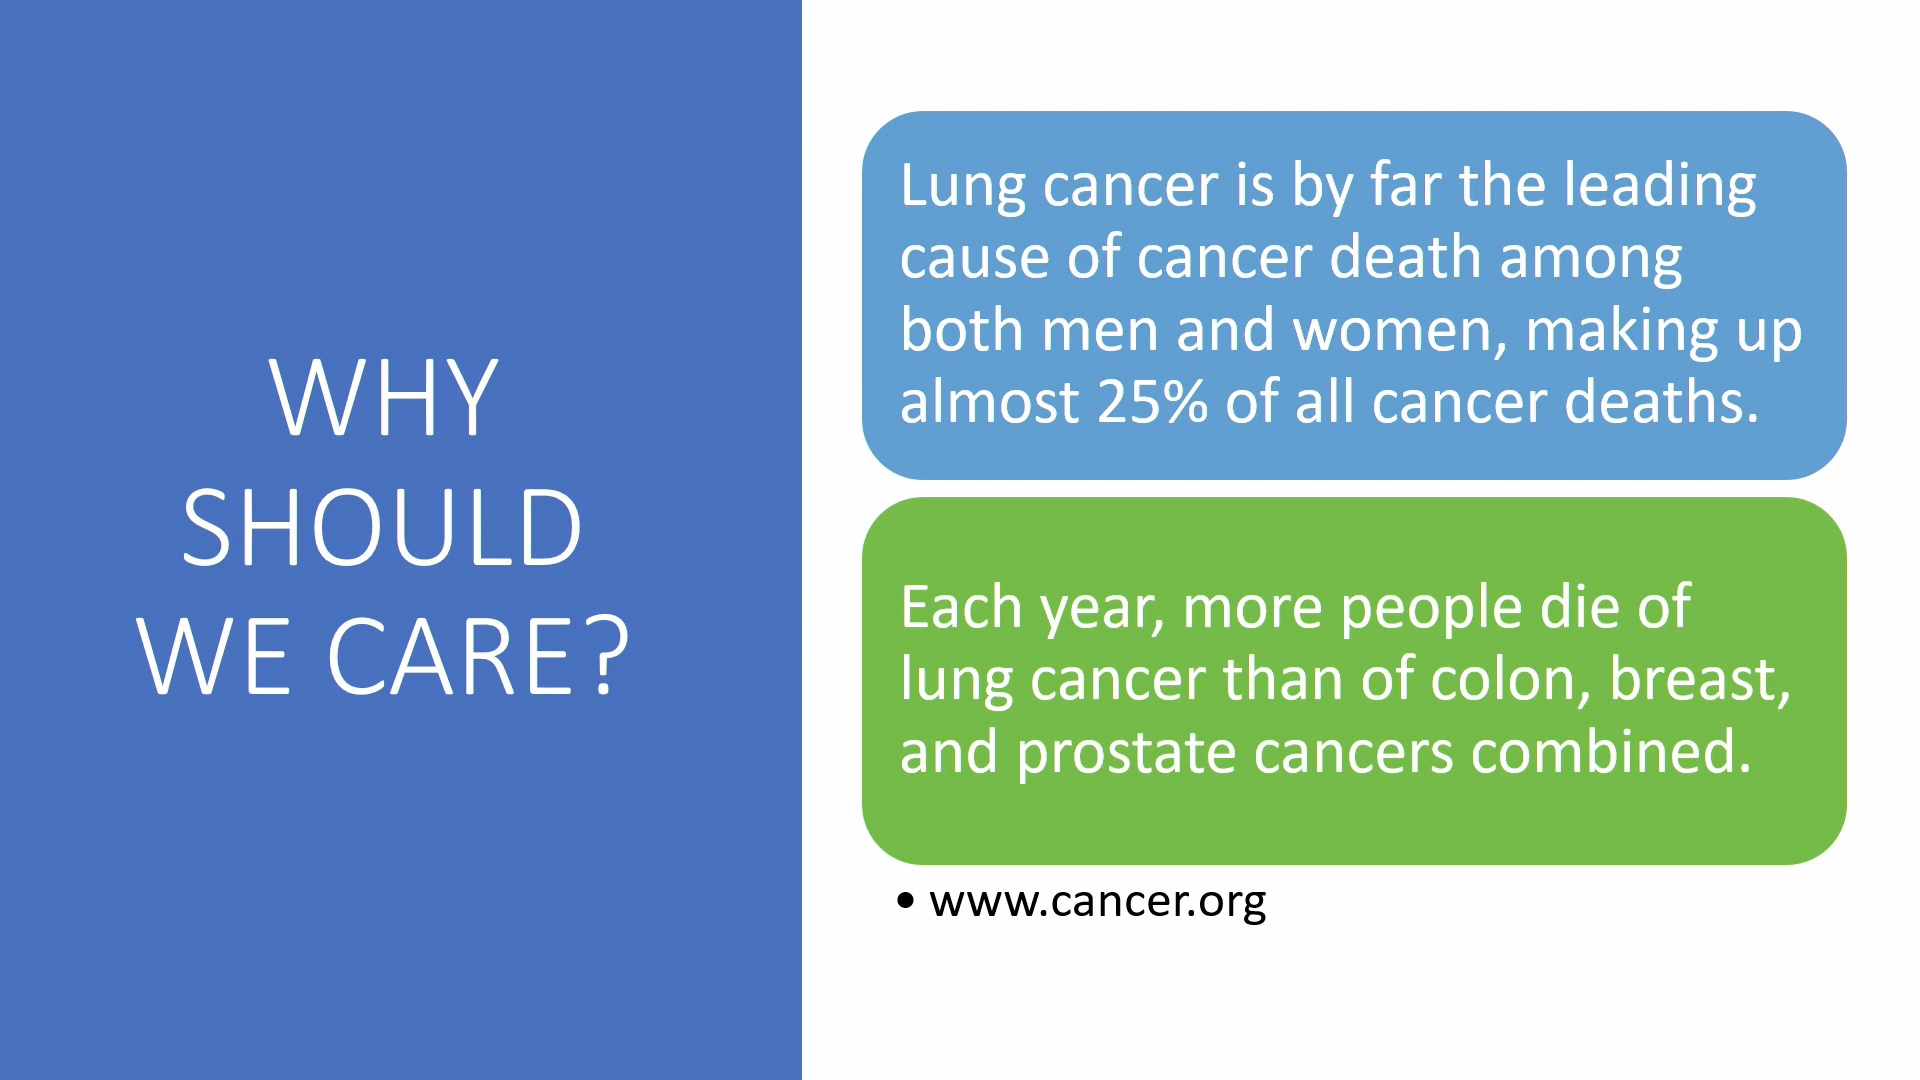 WHY
SHOULD
WE CARE?
Lung cancer is by far the leading
cause of cancer death among
both men and women, making up
almost 25% of all cancer deaths.
Each year, more people die of
lung cancer than of colon, breast,
and prostate cancers combined.
• www.cancer.org